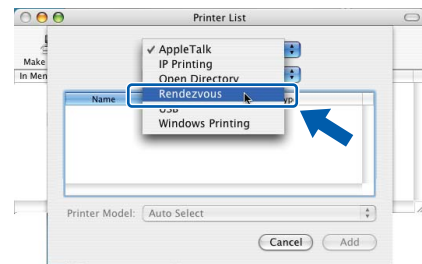 Printer List
Make
In Men
✓ AppleTalk
IP Printing
Open Directory
Rendezvous
USB
Windows Printing
Name
Printer Model: Auto Select
Cancel Add